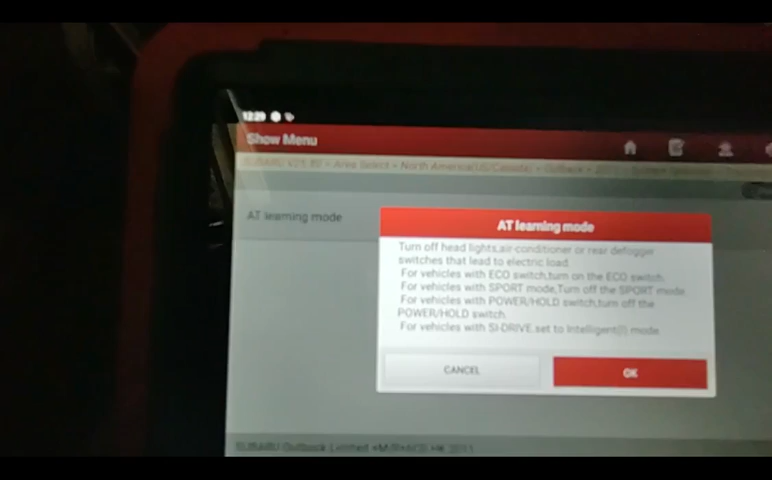 12:29
Show Menu
SUBARU V29.80 > Area Select > North America(US/Canada) > Outback > 2011 > System Selection
AT learning mode
AT learning mode
Turn off head lights,air-conditioner or rear defogger
switches that lead to electric load.
For vehicles with ECO switch,turn on the ECO switch.
For vehicles with SPORT mode,Turn off the SPORT mode.
For vehicles with POWER/HOLD switch,turn off the
POWER/HOLD switch.
For vehicles with SI-DRIVE,set to Intelligent(I) mode
CANCEL
OK
SUBARU Outback Limited 2011